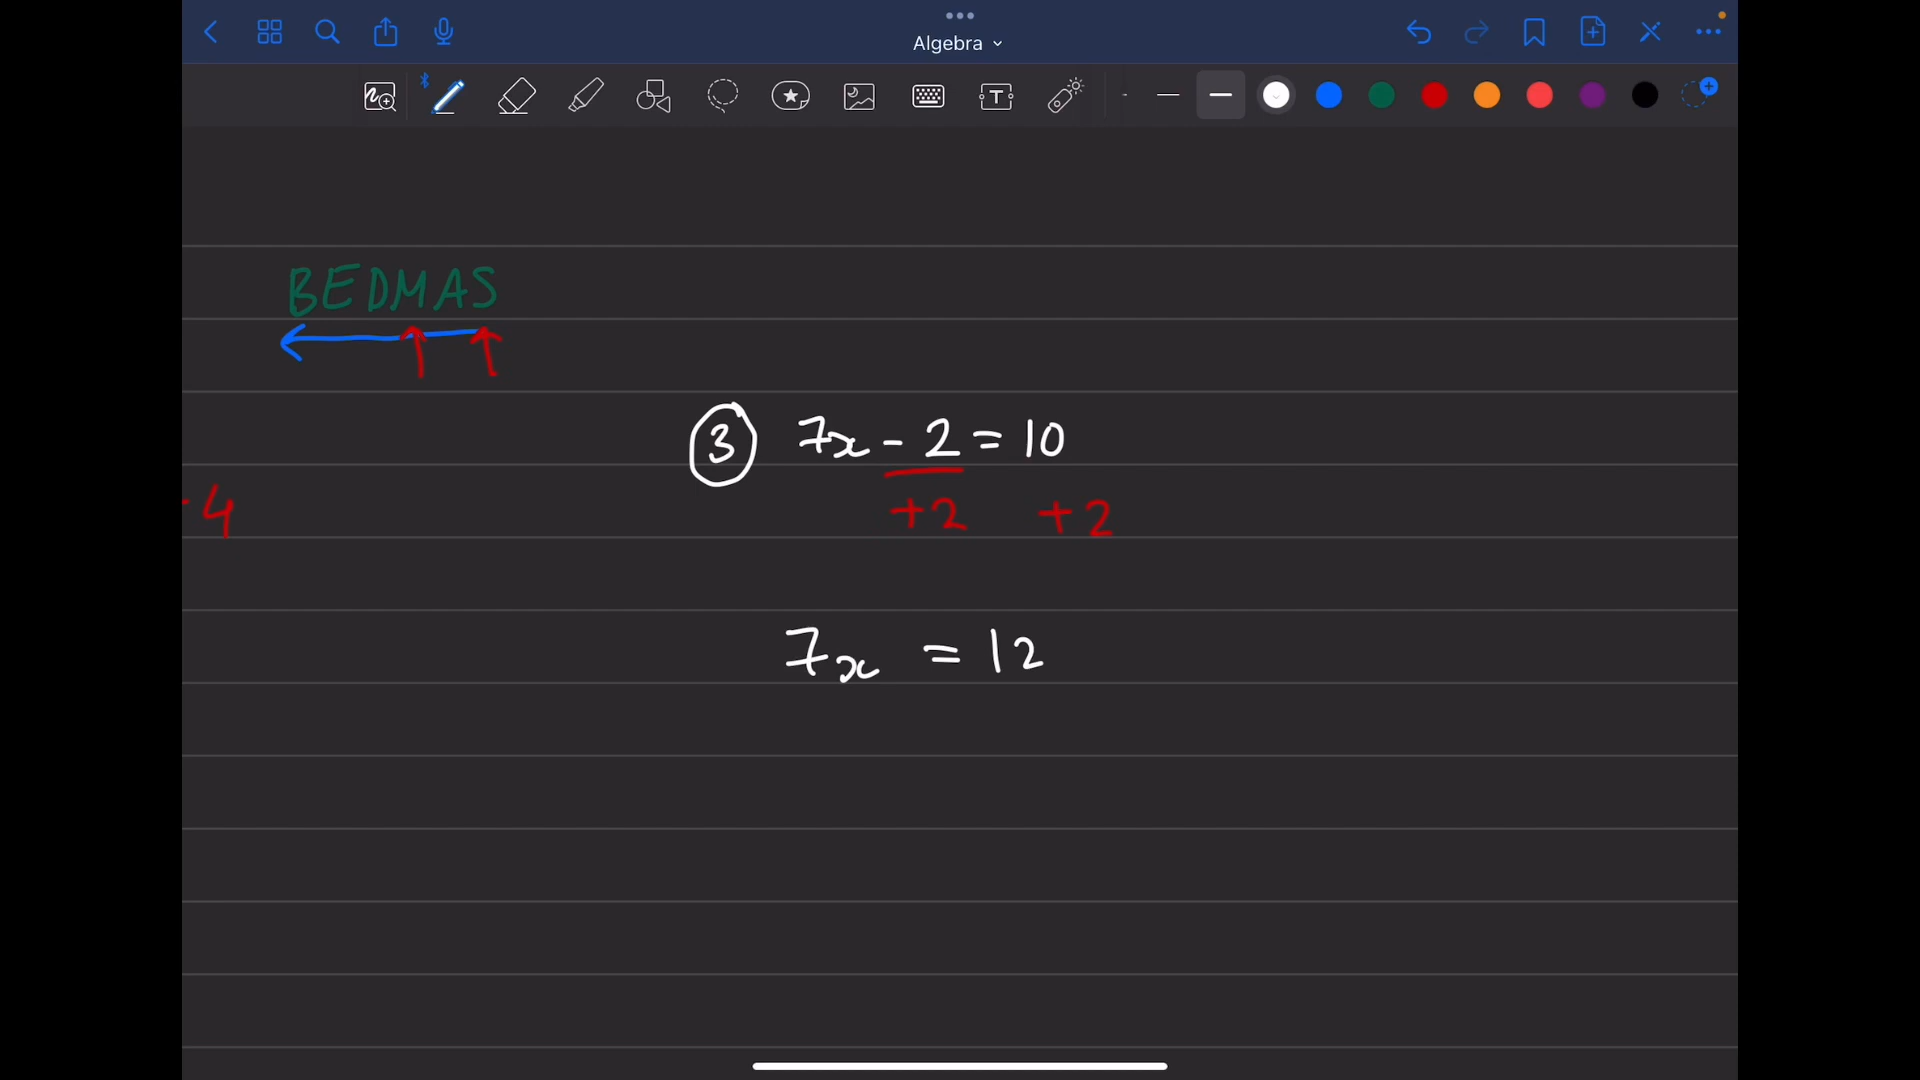 Algebra
BEDMAS
③ 7x - 2 = 10
- 4
+2 +2
7x = 12